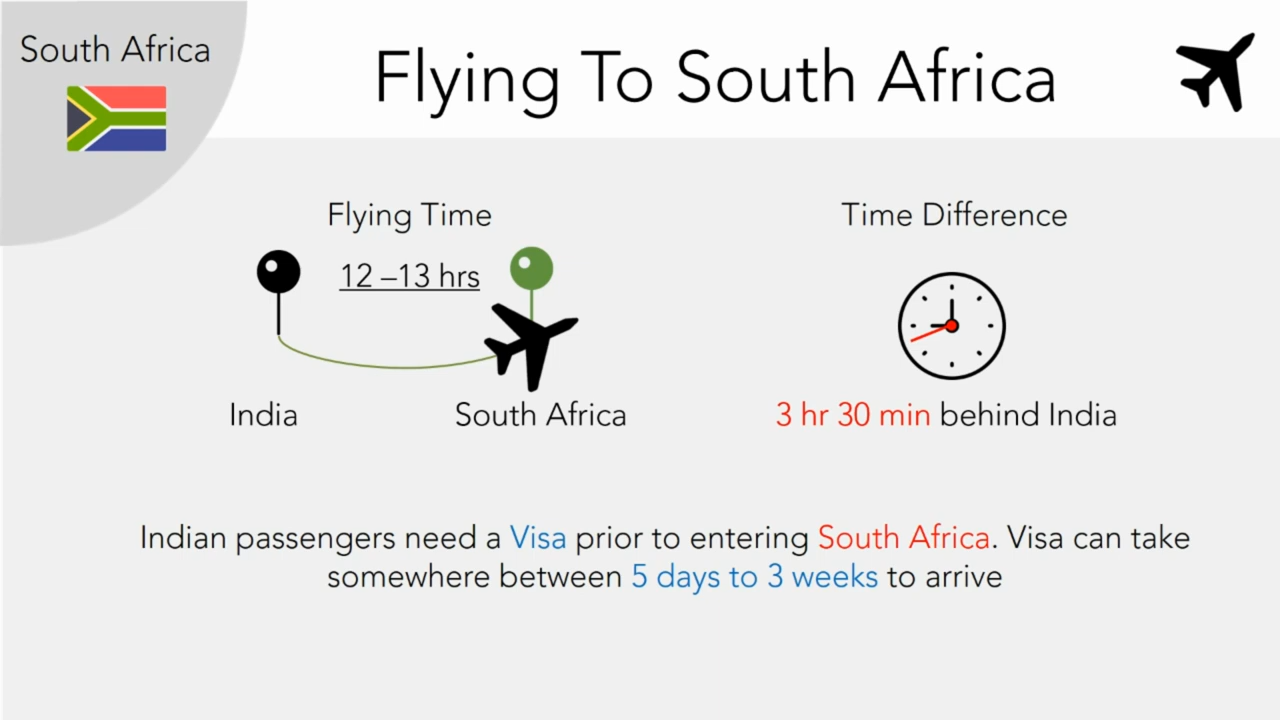 South Africa
Flying To South Africa
Flying Time
12 –13 hrs
India
South Africa
Time Difference
3 hr 30 min behind India
Indian passengers need a Visa prior to entering South Africa. Visa can take
somewhere between 5 days to 3 weeks to arrive